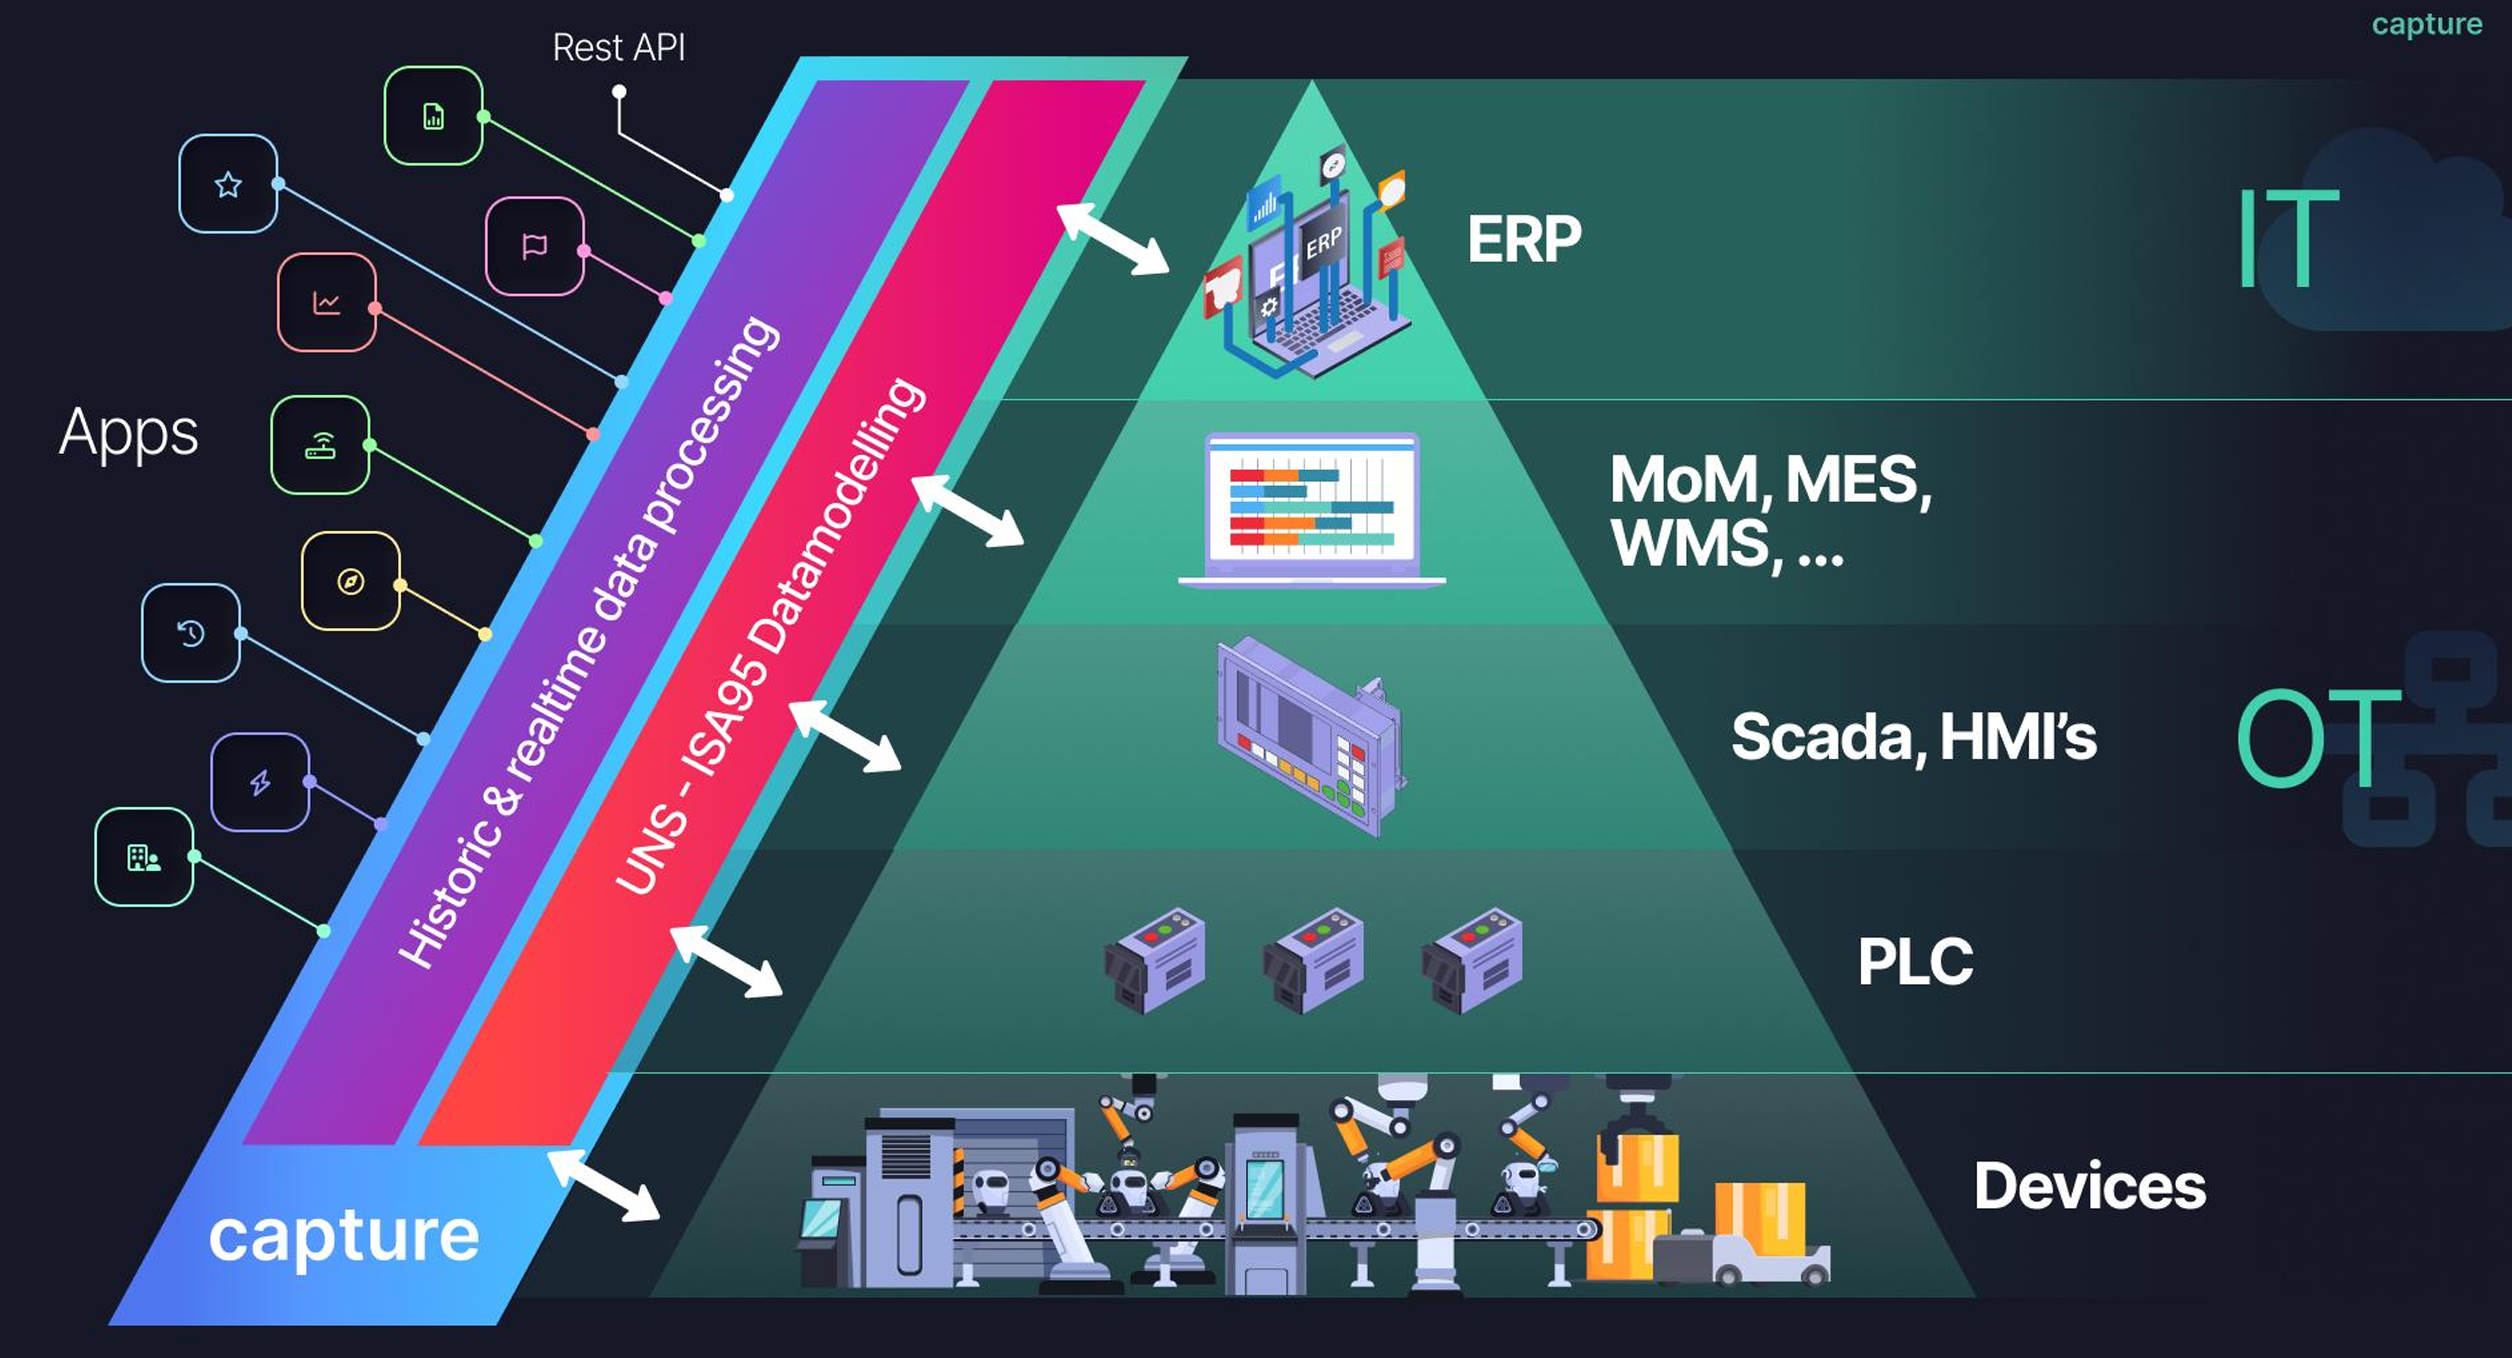 capture
Rest API
Apps
Historic & realtime data processing
UNS - ISA95 Datamodelling
capture
ERP
ERP
IT
MoM, MES,
WMS, ...
Scada, HMI’s
OT
PLC
Devices